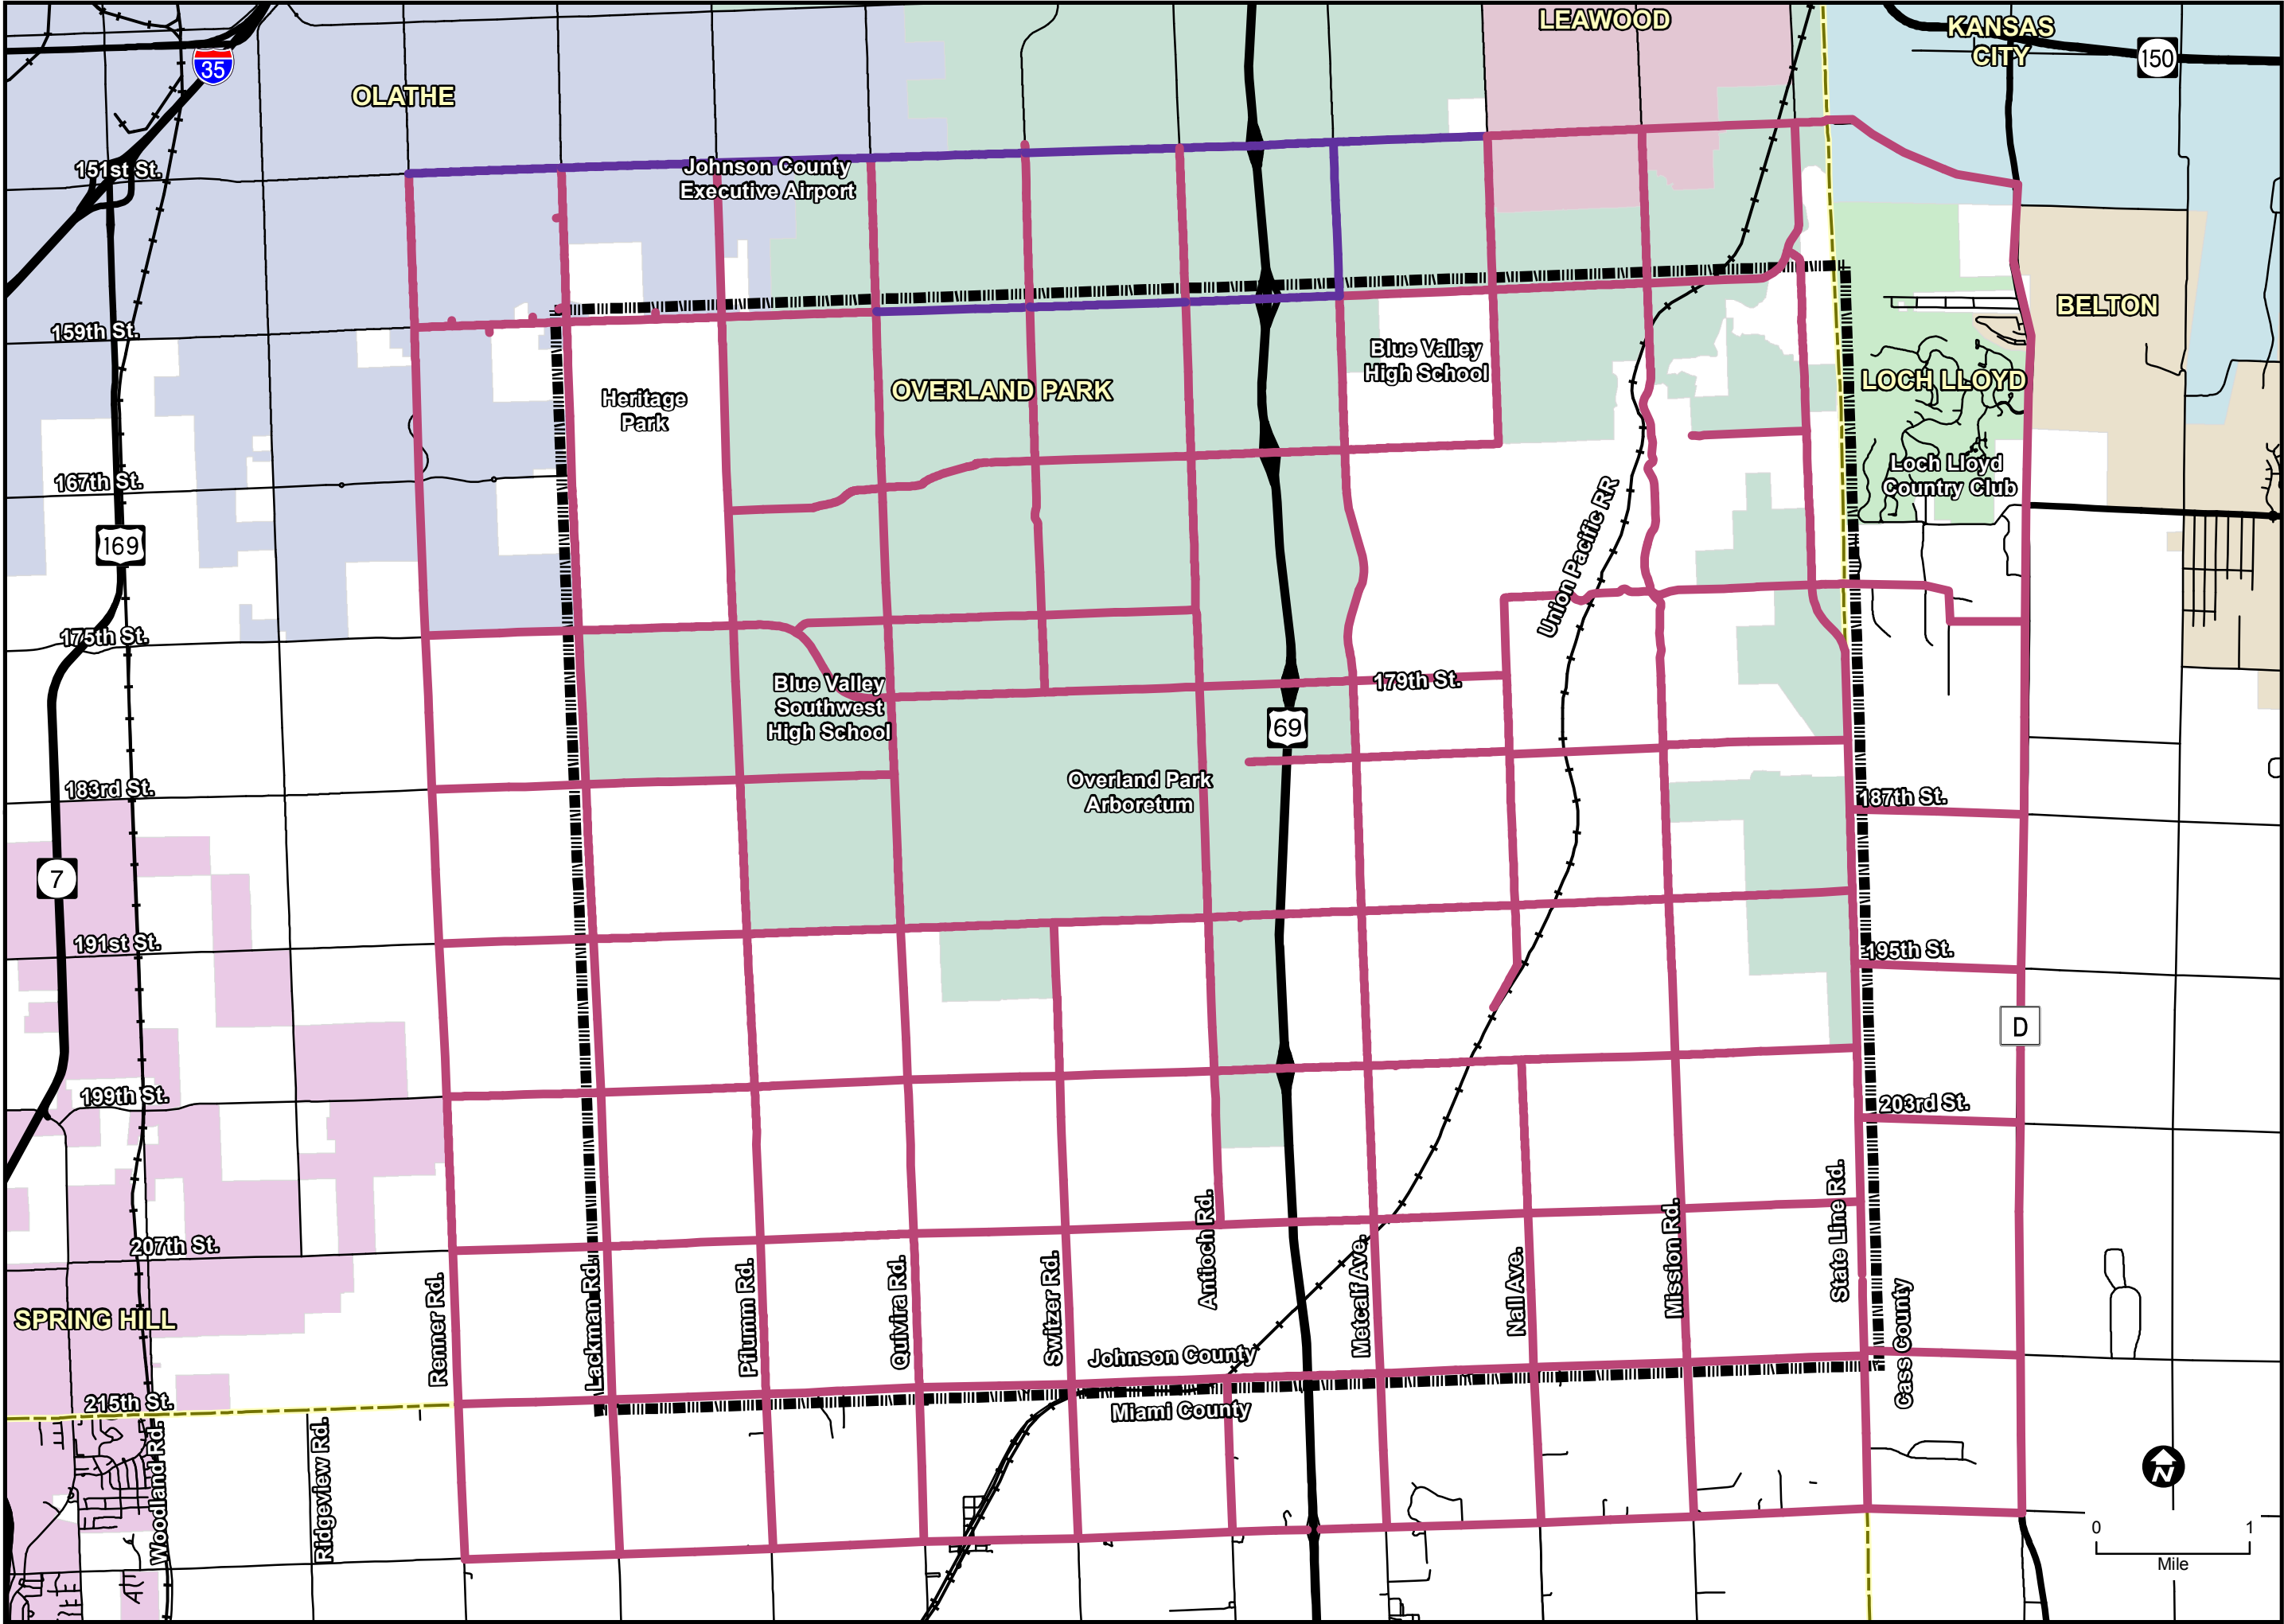 LEAWOOD
KANSAS
CITY
150
35
OLATHE
151st St.
Johnson County
Executive Airport
BELTON
159th St.
Blue Valley
High School
LOCH LLOYD
OVERLAND PARK
Heritage
Park
167th St.
Loch Lloyd
Country Club
Union Pacific RR
169
175th St.
179th St.
Blue Valley
Southwest
High School
69
Overland Park
Arboretum
183rd St.
187th St.
7
191st St.
195th St.
D
199th St.
203rd St.
207th St.
SPRING HILL
Renner Rd.
Lackman Rd.
Pflumm Rd.
Quivira Rd.
Switzer Rd.
Antioch Rd.
Metcalf Ave.
Nall Ave.
Mission Rd.
State Line Rd.
Cass County
Johnson County
Miami County
215th St.
Woodland Rd.
Ridgeview Rd.
N
0 1
Mile